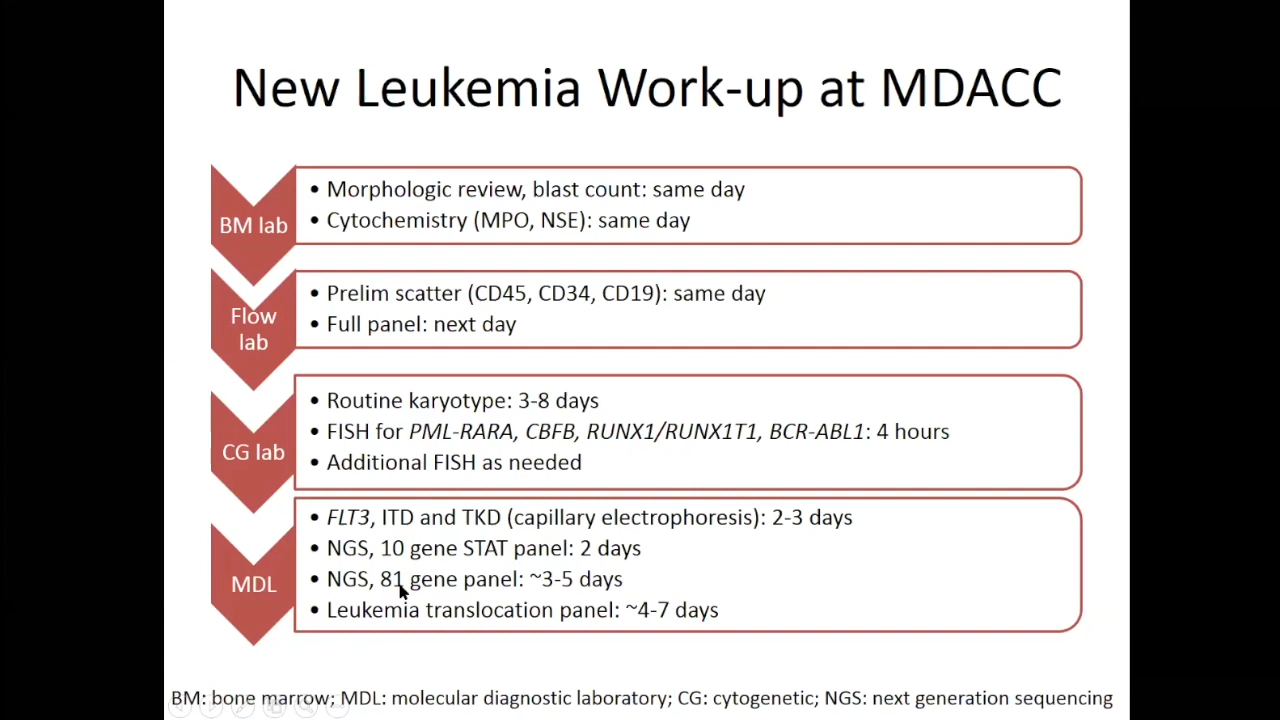 New Leukemia Work-up at MDACC
BM lab
• Morphologic review, blast count: same day
• Cytochemistry (MPO, NSE): same day
Flow
lab
• Prelim scatter (CD45, CD34, CD19): same day
• Full panel: next day
CG lab
• Routine karyotype: 3-8 days
• FISH for PML-RARA, CBFB, RUNX1/RUNX1T1, BCR-ABL1: 4 hours
• Additional FISH as needed
MDL
• FLT3, ITD and TKD (capillary electrophoresis): 2-3 days
• NGS, 10 gene STAT panel: 2 days
• NGS, 81 gene panel: ~3-5 days
• Leukemia translocation panel: ~4-7 days
BM: bone marrow; MDL: molecular diagnostic laboratory; CG: cytogenetic; NGS: next generation sequencing